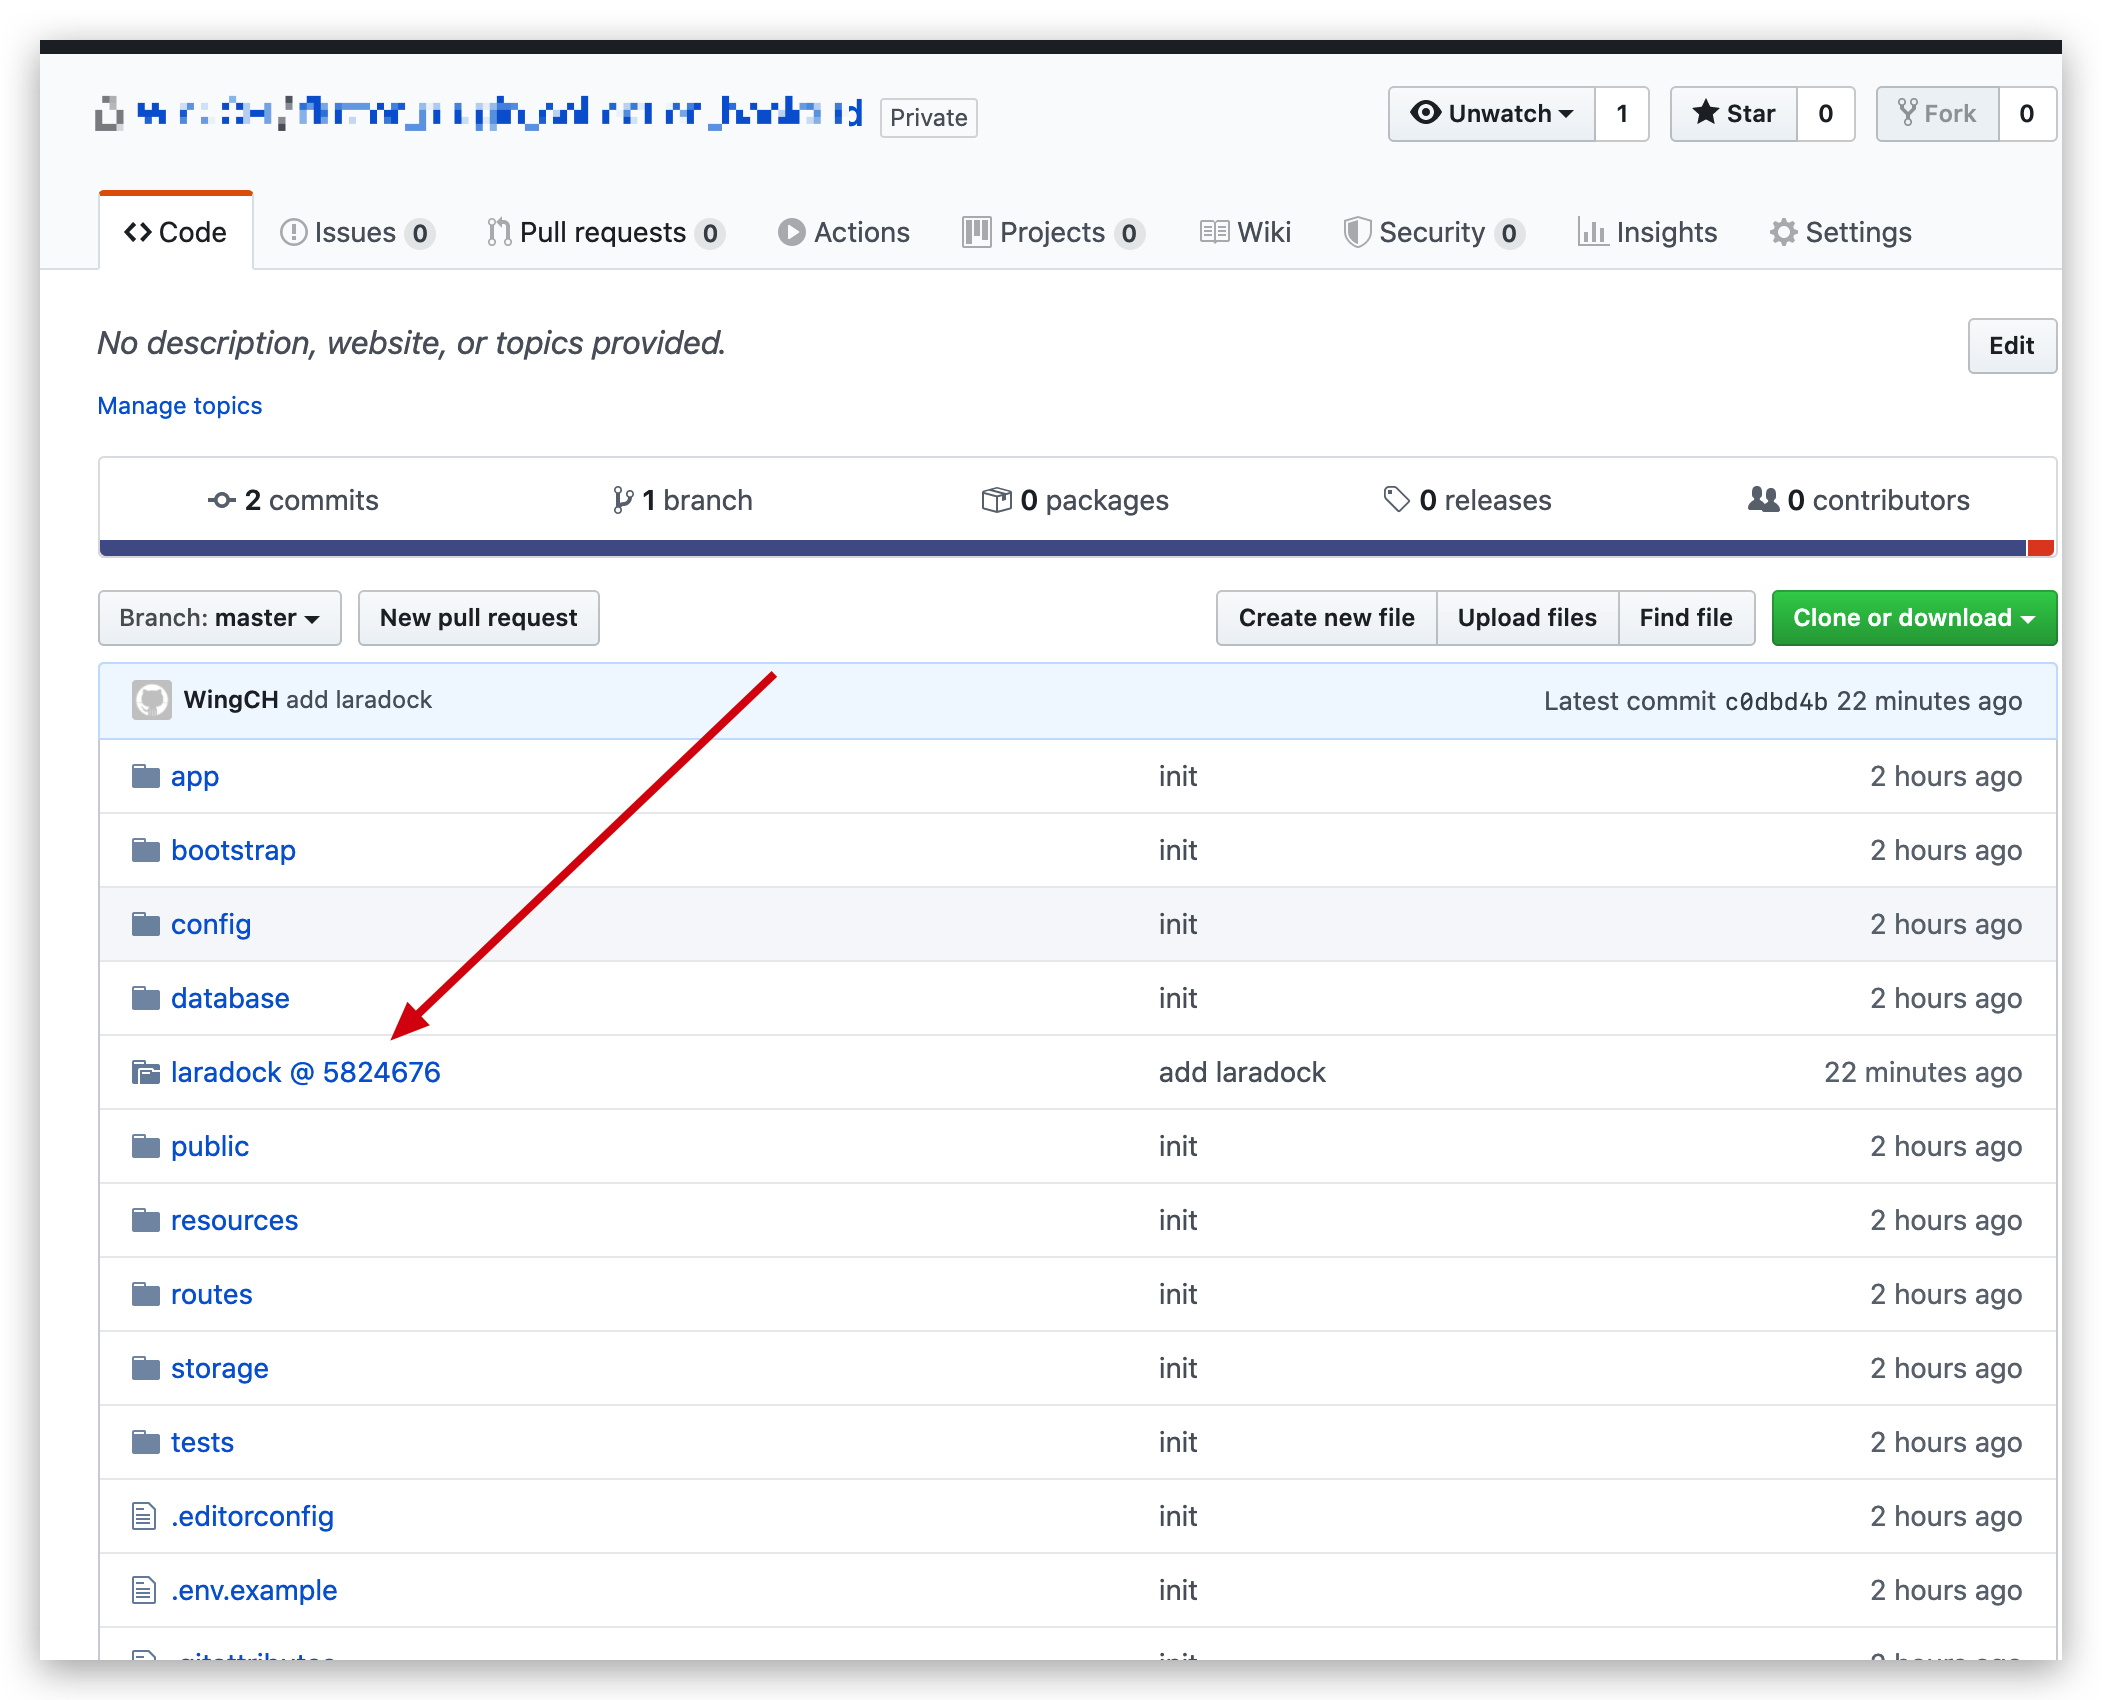 Private Unwatch 1 Star 0 Fork 0
Code Issues 0 Pull requests 0 Actions Projects 0 Wiki Security 0 Insights Settings
No description, website, or topics provided. Edit
Manage topics
2 commits 1 branch 0 packages 0 releases 0 contributors
Branch: master New pull request Create new file Upload files Find file Clone or download
WingCH add laradock Latest commit c0dbd4b 22 minutes ago
app init 2 hours ago
bootstrap init 2 hours ago
config init 2 hours ago
database init 2 hours ago
laradock @ 5824676 add laradock 22 minutes ago
public init 2 hours ago
resources init 2 hours ago
routes init 2 hours ago
storage init 2 hours ago
tests init 2 hours ago
.editorconfig init 2 hours ago
.env.example init 2 hours ago
.gitattributes init 2 hours ago